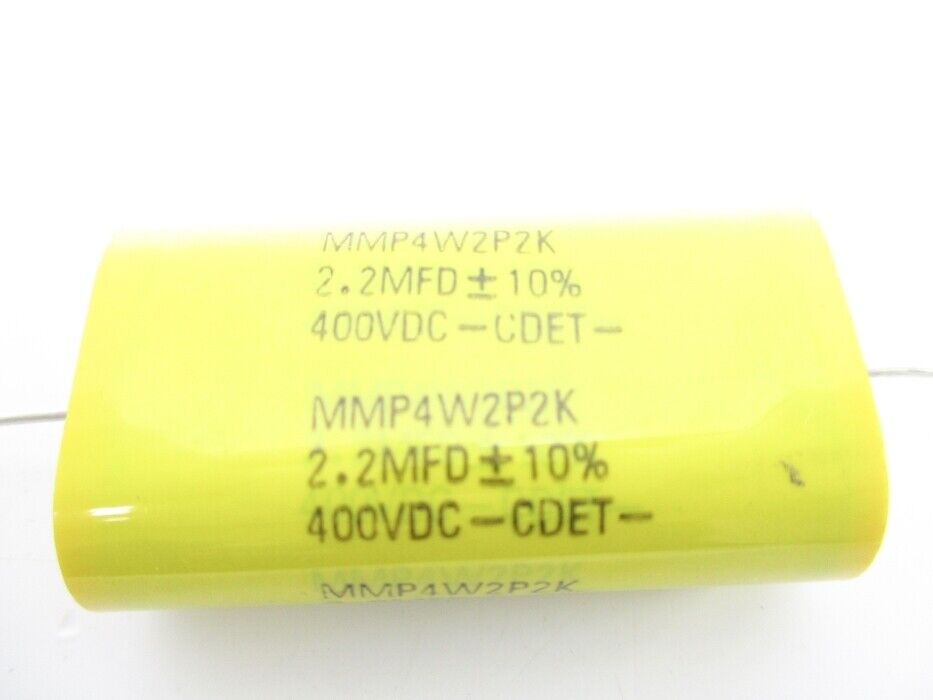 MMP4W2P2K
2.2MFD ± 10%
400VDC - CDET -
MMP4W2P2K
2.2MFD ± 10%
400VDC - CDET -
MMP4W2P2K